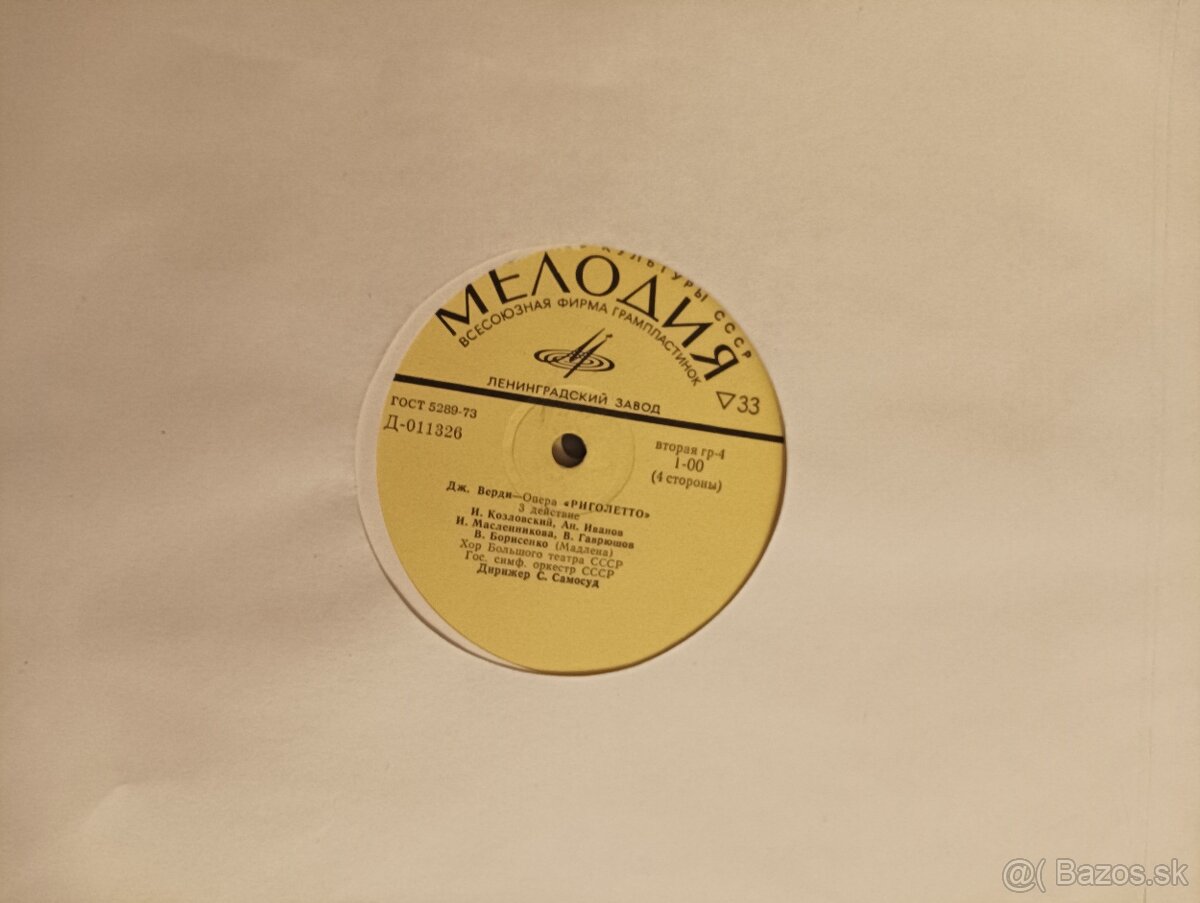 КУЛЬТУРЫ СССР
МЕЛОДИЯ
ВСЕСОЮЗНАЯ ФИРМА ГРАМПЛАСТИНОК
ЛЕНИНГРАДСКИЙ ЗАВОД
33
ГОСТ 5289-73
Д-011326
вторая гр-4
1-00
(4 стороны)
Дж. Верди—Опера «РИГОЛЕТТО»
3 действие
И. Козловский, Ан. Иванов
И. Масленникова, В. Гаврюшов
В. Борисенко (Мадлена)
Хор Большого театра СССР
Гос. симф. оркестр СССР
Дирижер С. Самосуд
@( Bazos.sk